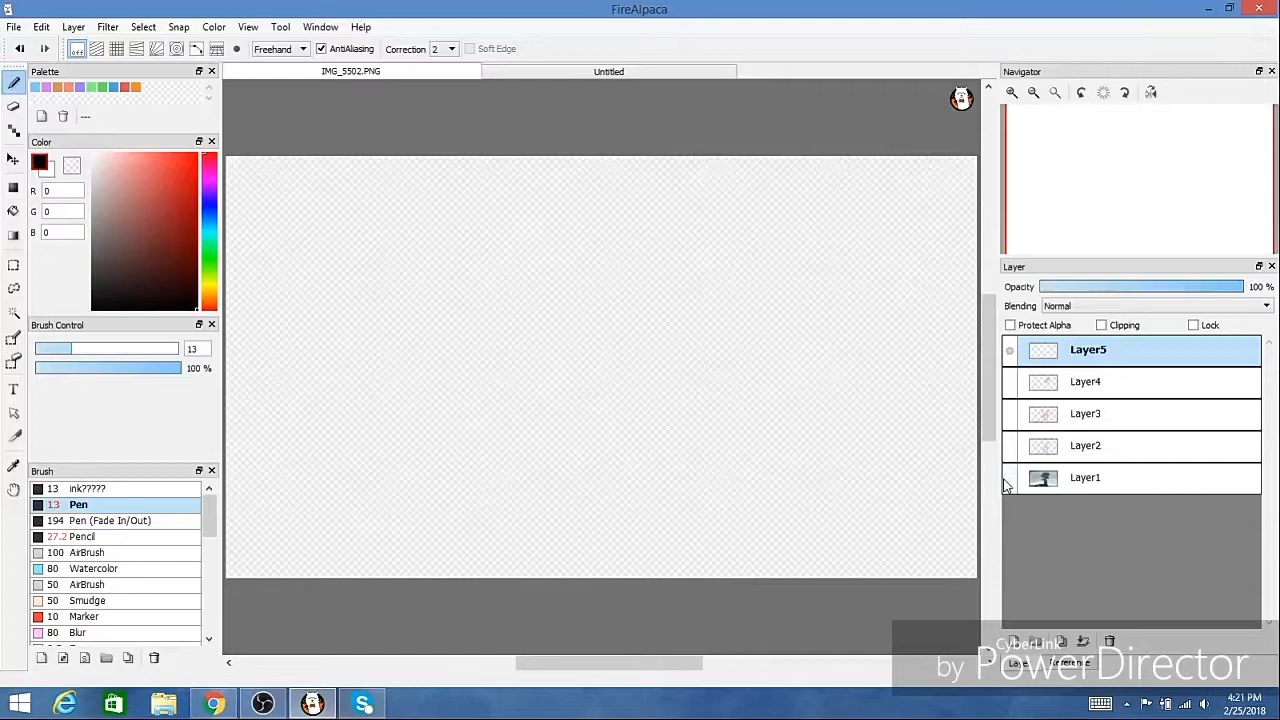 FireAlpaca
File Edit Layer Filter Select Snap Color View Tool Window Help
off Freehand AntiAliasing Correction 2 Soft Edge
Palette IMG_5502.PNG Untitled Navigator
---
Color
R 0
G 0
B 0
Layer
Opacity 100 %
Blending Normal
Protect Alpha Clipping Lock
Brush Control
13
100 %
Layer5
Layer4
Layer3
Layer2
Layer1
Brush
13 ink?????
13 Pen
194 Pen (Fade In/Out)
27.2 Pencil
100 AirBrush
80 Watercolor
50 AirBrush
50 Smudge
10 Marker
80 Blur
CyberLink
by PowerDirector
Reference
4:21 PM
2/25/2018